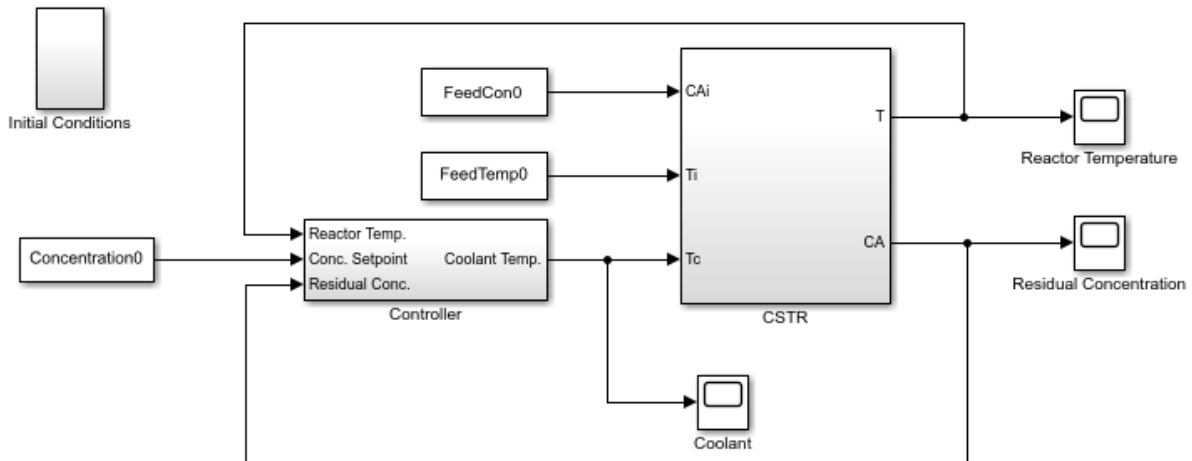 Initial Conditions
FeedCon0
CAi
T
Reactor Temperature
FeedTemp0
Ti
Concentration0
Reactor Temp.
Conc. Setpoint
Residual Conc.
Coolant Temp.
Controller
Tc
CA
CSTR
Residual Concentration
Coolant